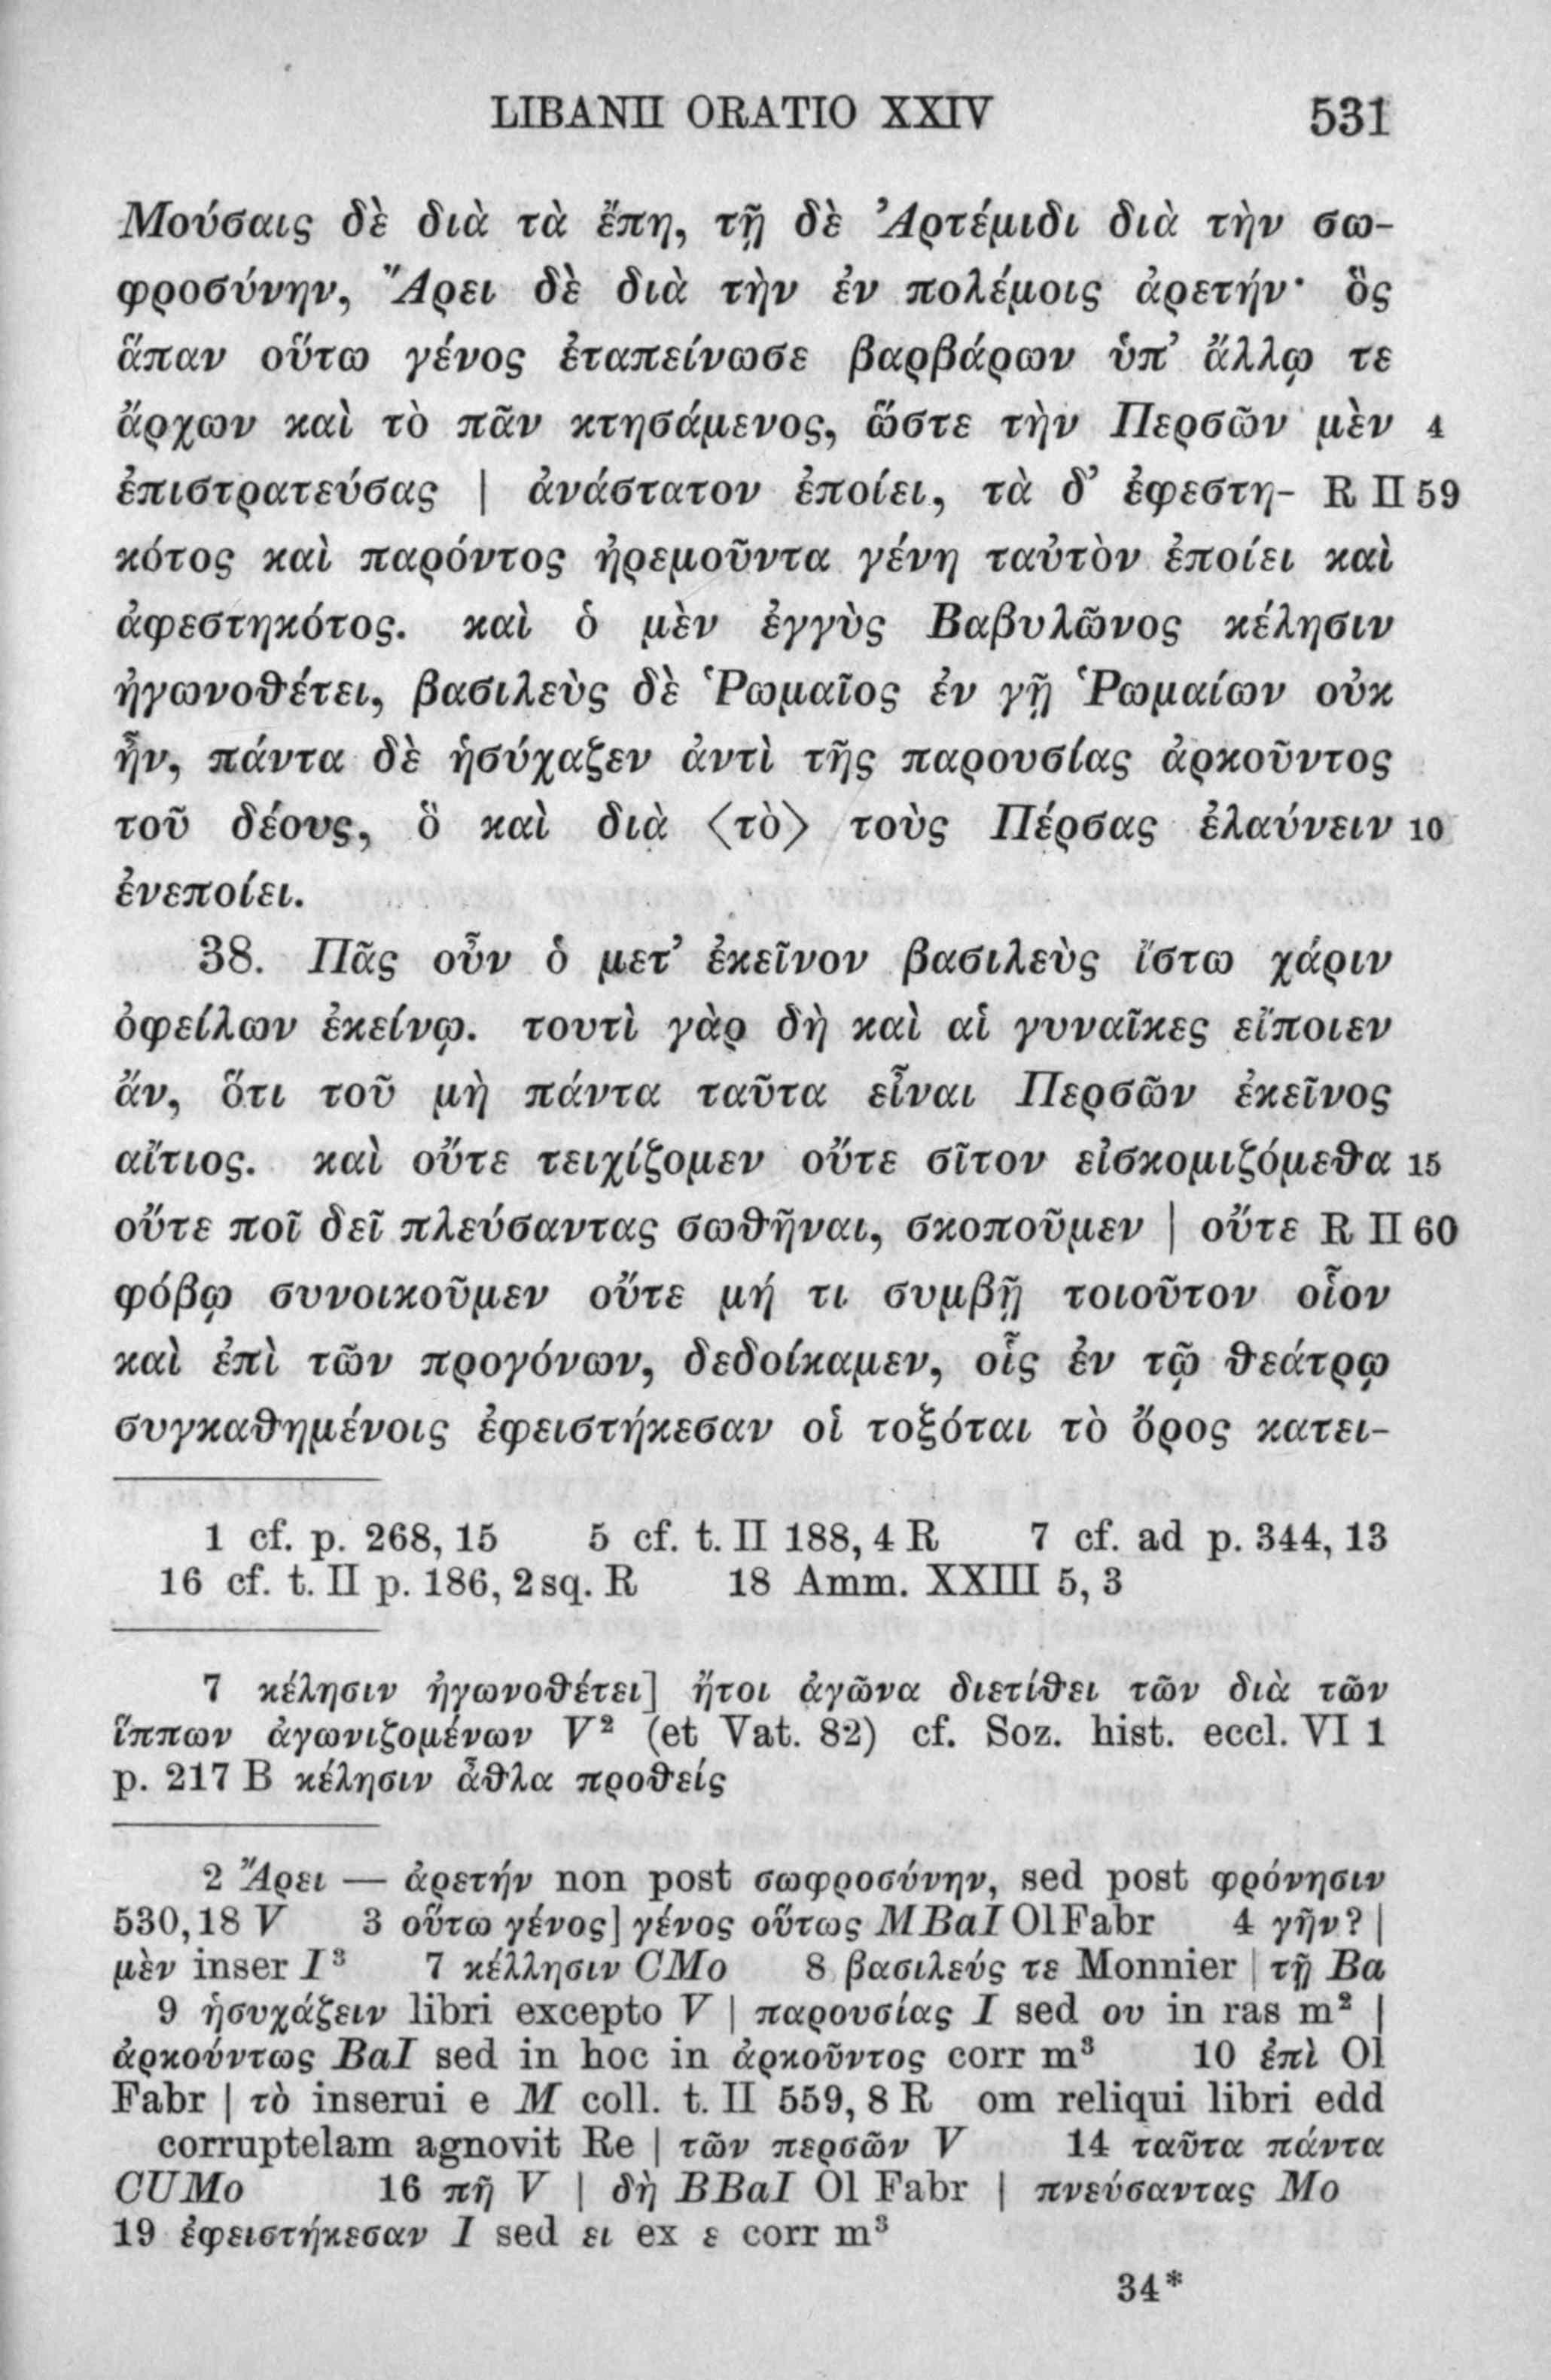 LIBANII ORATIO XXIV 531
Μούσαις δὲ διὰ τὰ ἔπη, τῇ δὲ Ἀρτέμιδι διὰ τὴν σω-
φροσύνην, Ἄρει δὲ διὰ τὴν ἐν πολέμοις ἀρετήν· ὃς
ἅπαν οὕτω γένος ἐταπείνωσε βαρβάρων ὑπ’ ἄλλῳ τε
ἄρχων καὶ τὸ πᾶν κτησάμενος, ὥστε τὴν Περσῶν μὲν 4
ἐπιστρατεύσας | ἀνάστατον ἐποίει, τὰ δ’ ἐφεστη- R II 59
κότος καὶ παρόντος ἠρεμοῦντα γένη ταὐτὸν ἐποίει καὶ
ἀφεστηκότος. καὶ ὁ μὲν ἐγγὺς Βαβυλῶνος κέλησιν
ἠγωνοθέτει, βασιλεὺς δὲ Ῥωμαῖος ἐν γῇ Ῥωμαίων οὐκ
ἦν, πάντα δὲ ἡσύχαζεν ἀντὶ τῆς παρουσίας ἀρκοῦντος
τοῦ δέους, ὃ καὶ διὰ ⟨τὸ⟩ τοὺς Πέρσας ἐλαύνειν 10
ἐνεποίει.
38. Πᾶς οὖν ὁ μετ’ ἐκεῖνον βασιλεὺς ἴστω χάριν
ὀφείλων ἐκείνῳ. τουτὶ γὰρ δὴ καὶ αἱ γυναῖκες εἴποιεν
ἄν, ὅτι τοῦ μὴ πάντα ταῦτα εἶναι Περσῶν ἐκεῖνος
αἴτιος. καὶ οὔτε τειχίζομεν οὔτε σῖτον εἰσκομιζόμεθα 15
οὔτε ποῖ δεῖ πλεύσαντας σωθῆναι, σκοποῦμεν | οὔτε R II 60
φόβῳ συνοικοῦμεν οὔτε μή τι συμβῇ τοιοῦτον οἷον
καὶ ἐπὶ τῶν προγόνων, δεδοίκαμεν, οἷς ἐν τῷ θεάτρῳ
συγκαθημένοις ἐφειστήκεσαν οἱ τοξόται τὸ ὄρος κατει-
1 cf. p. 268, 15 5 cf. t. II 188, 4 R 7 cf. ad p. 344, 13
16 cf. t. II p. 186, 2 sq. R 18 Amm. XXIII 5, 3
7 κέλησιν ἠγωνοθέτει] ἤτοι ἀγῶνα διετίθει τῶν διὰ τῶν
ἵππων ἀγωνιζομένων V² (et Vat. 82) cf. Soz. hist. eccl. VI 1
p. 217 B κέλησιν ἆθλα προθείς
2 Ἄρει — ἀρετήν non post σωφροσύνην, sed post φρόνησιν
530, 18 V 3 οὕτω γένος] γένος οὕτως MBaI Ol Fabr 4 γῆν? |
μὲν inser I³ 7 κέλλησιν CMo 8 βασιλεύς τε Monnier | τῇ Ba
9 ἡσυχάζειν libri excepto V | παρουσίας I sed ου in ras m² |
ἀρκούντως BaI sed in hoc in ἀρκοῦντος corr m³ 10 ἐπὶ Ol
Fabr | τὸ inserui e M coll. t. II 559, 8 R om reliqui libri edd
corruptelam agnovit Re | τῶν περσῶν V 14 ταῦτα πάντα
CUMo 16 πῆ V | δὴ BBaI Ol Fabr | πνεύσαντας Mo
19 ἐφειστήκεσαν I sed ει ex ε corr m³
34*